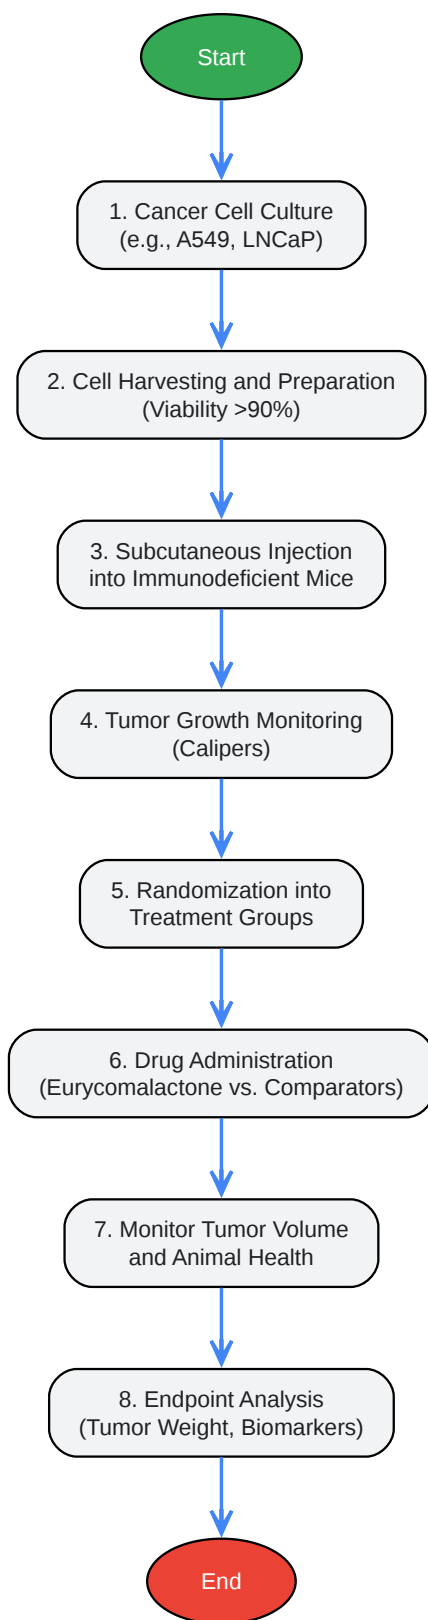 Start
1. Cancer Cell Culture
(e.g., A549, LNCaP)
2. Cell Harvesting and Preparation
(Viability >90%)
3. Subcutaneous Injection
into Immunodeficient Mice
4. Tumor Growth Monitoring
(Calipers)
5. Randomization into
Treatment Groups
6. Drug Administration
(Eurycomalactone vs. Comparators)
7. Monitor Tumor Volume
and Animal Health
8. Endpoint Analysis
(Tumor Weight, Biomarkers)
End